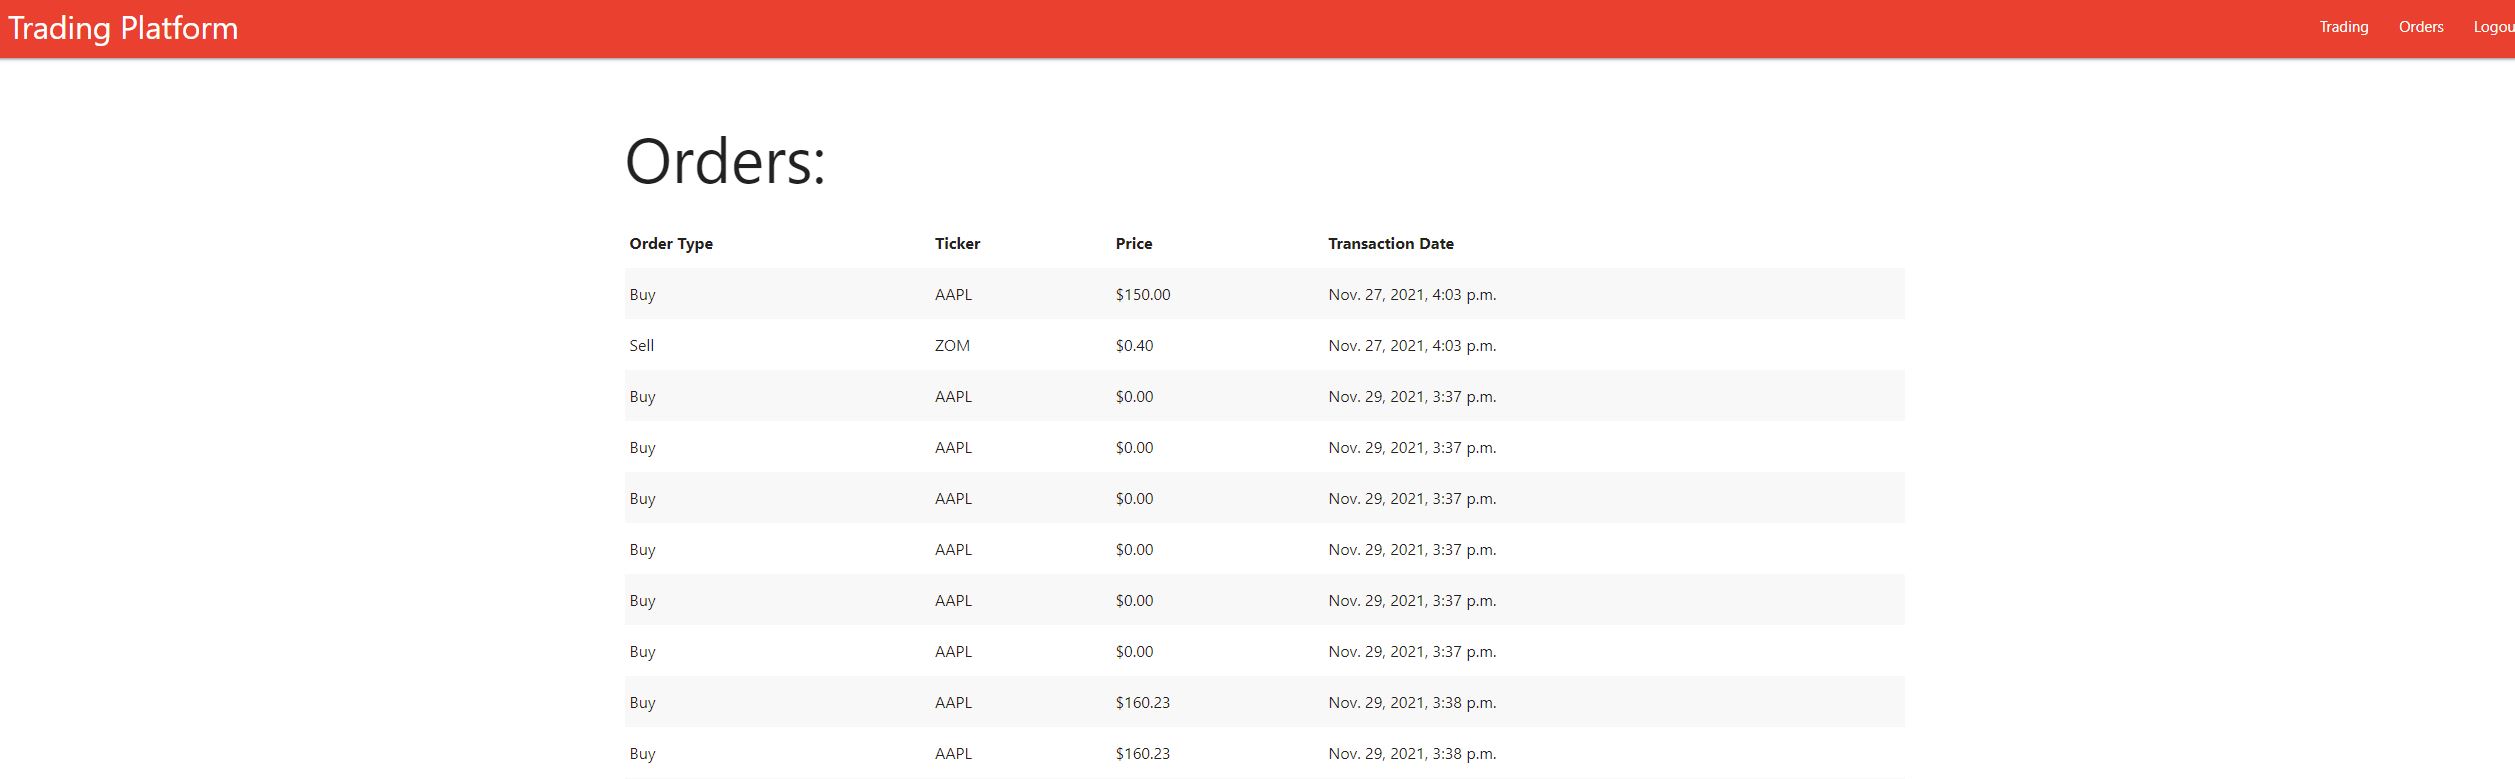 Trading Platform Trading Orders Logou
Orders:
Order Type Ticker Price Transaction Date
Buy AAPL $150.00 Nov. 27, 2021, 4:03 p.m.
Sell ZOM $0.40 Nov. 27, 2021, 4:03 p.m.
Buy AAPL $0.00 Nov. 29, 2021, 3:37 p.m.
Buy AAPL $0.00 Nov. 29, 2021, 3:37 p.m.
Buy AAPL $0.00 Nov. 29, 2021, 3:37 p.m.
Buy AAPL $0.00 Nov. 29, 2021, 3:37 p.m.
Buy AAPL $0.00 Nov. 29, 2021, 3:37 p.m.
Buy AAPL $0.00 Nov. 29, 2021, 3:37 p.m.
Buy AAPL $160.23 Nov. 29, 2021, 3:38 p.m.
Buy AAPL $160.23 Nov. 29, 2021, 3:38 p.m.